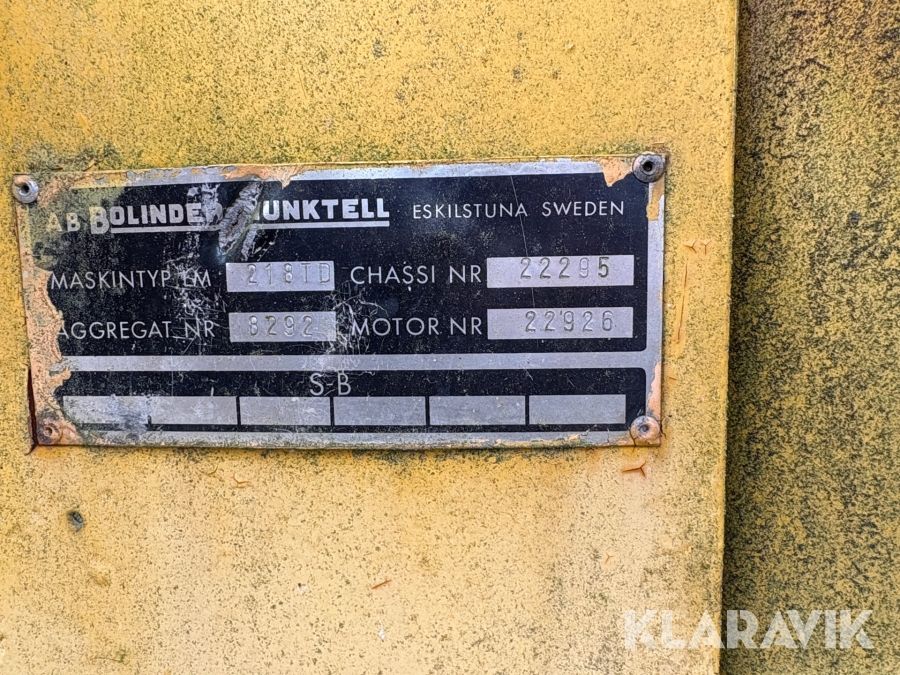 AB BOLINDER-MUNKTELL ESKILSTUNA SWEDEN
MASKINTYP LM 218TD CHASSI NR 22295
AGGREGAT NR 8292 MOTOR NR 22926
S-B
KLARAVIK